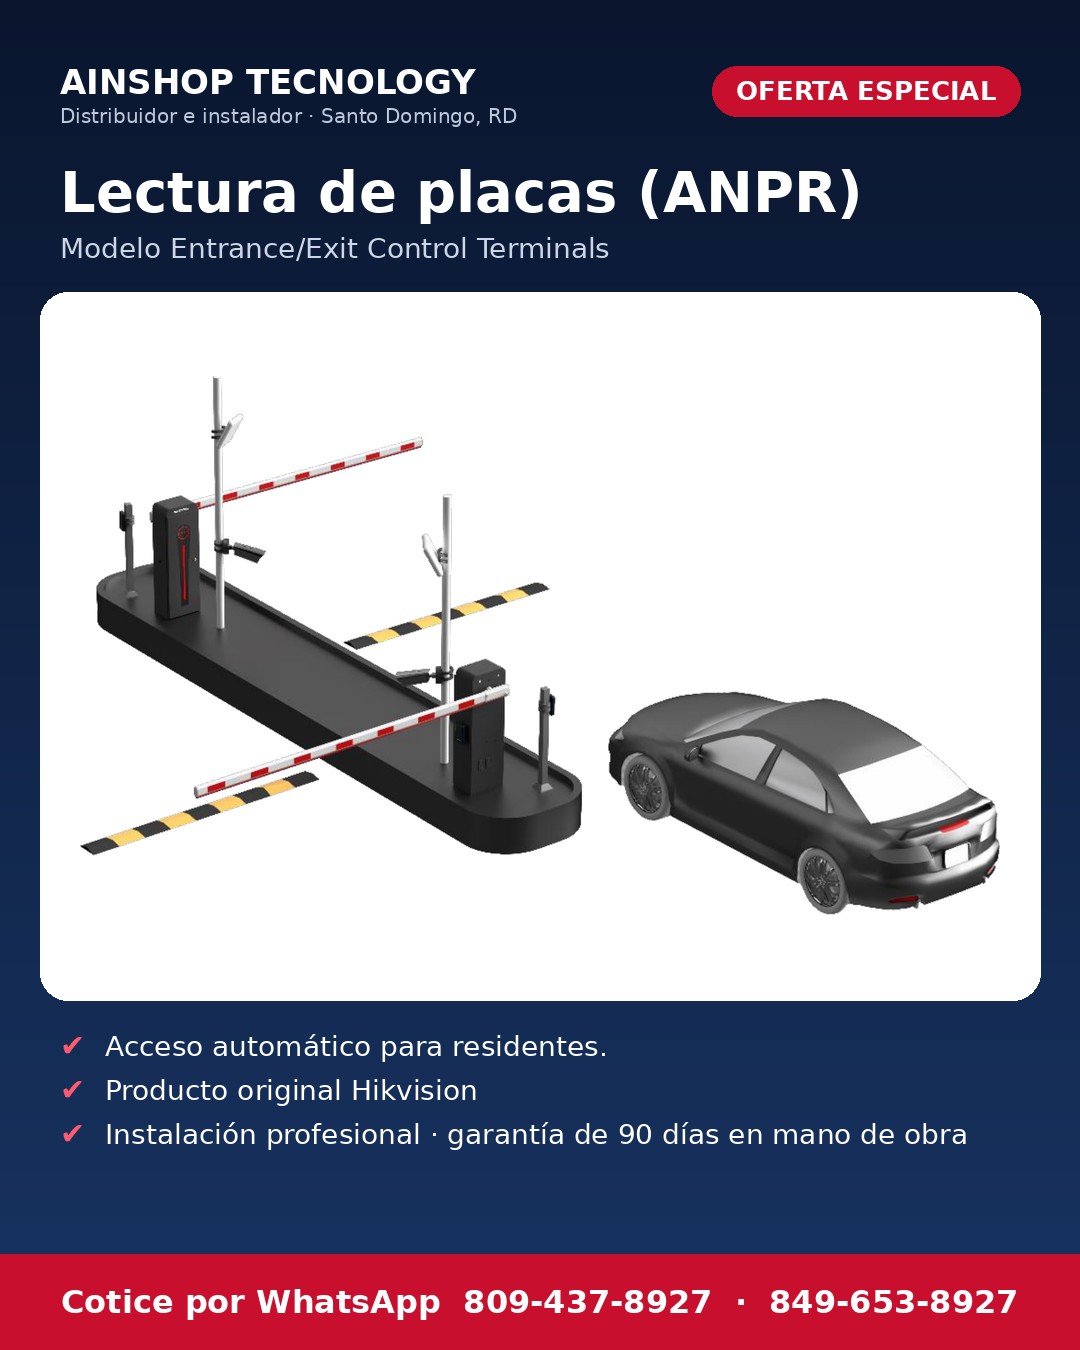 AINSHOP TECNOLOGY
Distribuidor e instalador · Santo Domingo, RD
OFERTA ESPECIAL
Lectura de placas (ANPR)
Modelo Entrance/Exit Control Terminals
✔ Acceso automático para residentes.
✔ Producto original Hikvision
✔ Instalación profesional · garantía de 90 días en mano de obra
Cotice por WhatsApp 809-437-8927 · 849-653-8927